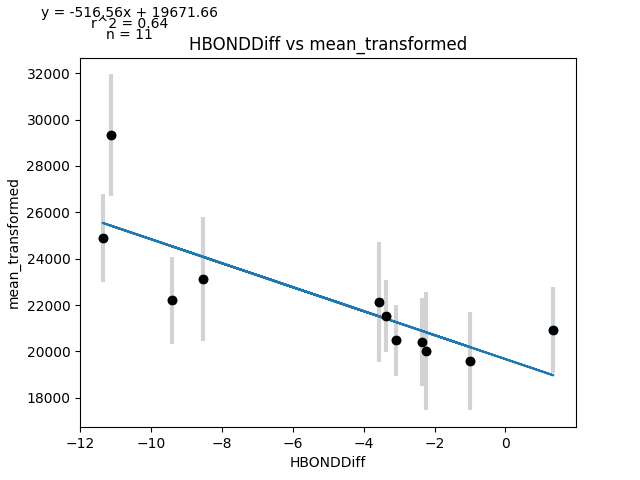 y = -516.56x + 19671.66
r^2 = 0.64
n = 11
HBONDDiff vs mean_transformed
mean_transformed
32000
30000
28000
26000
24000
22000
20000
18000
−12
−10
−8
−6
−4
−2
0
HBONDDiff